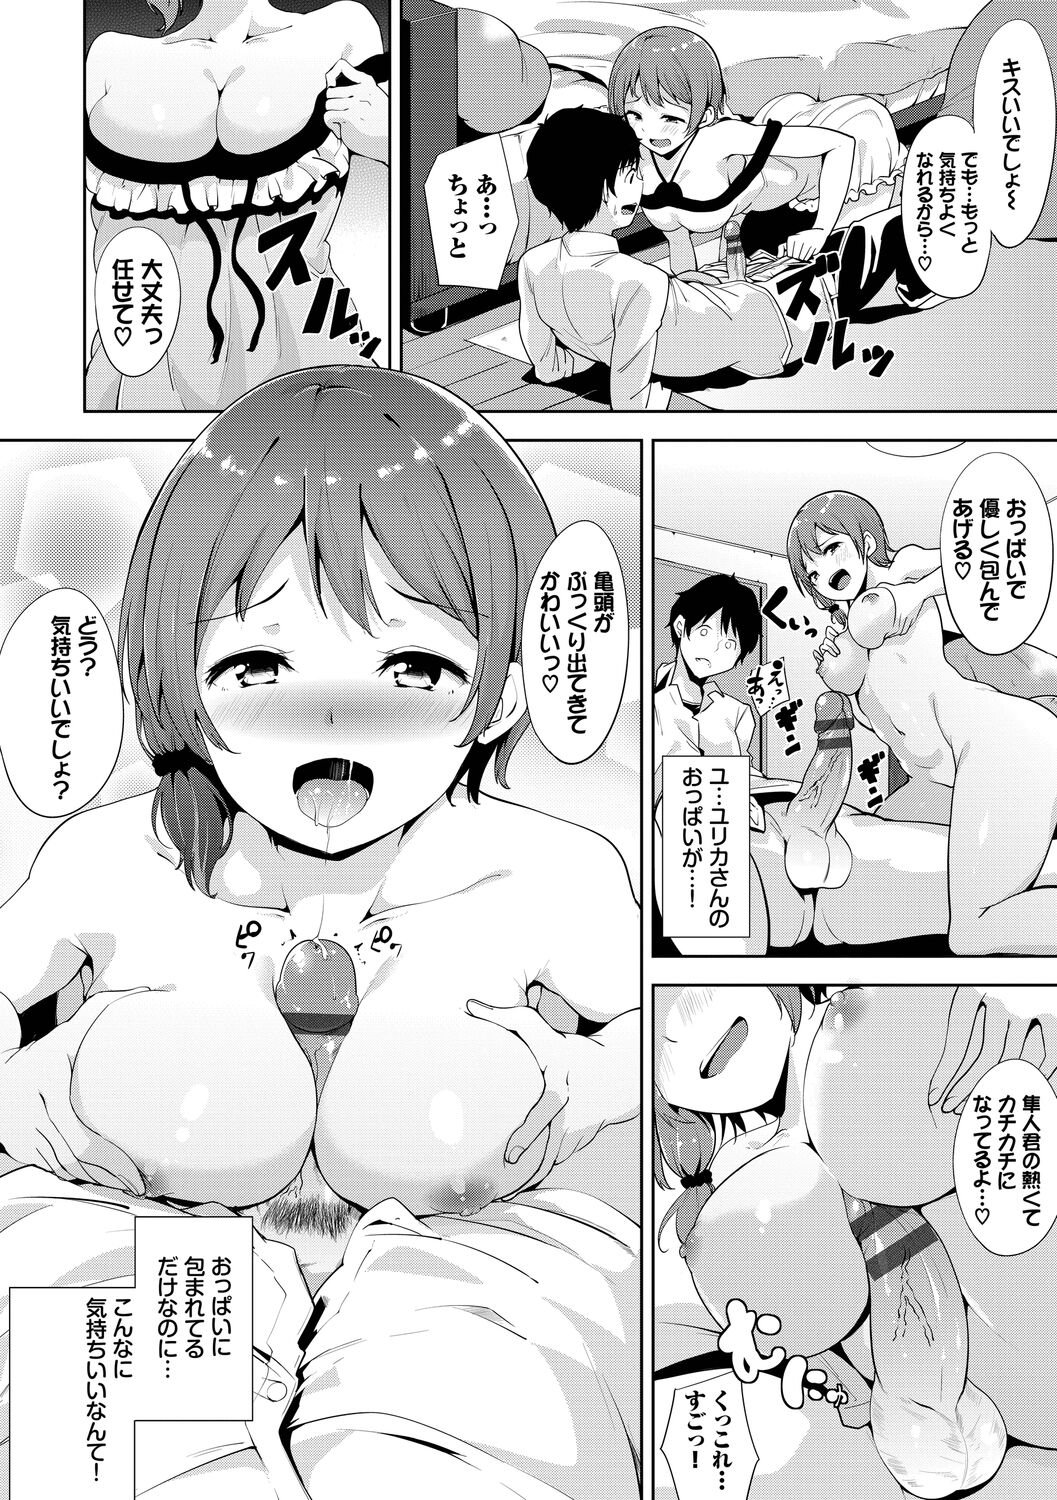 キスいいでしょ～
でも…もっと
気持ちよく
なれるから…♡
あ…っ
ちょっと
ズルッ
大丈夫っ
任せて♡
ズルッ
おっぱいで
優しく包んで
あげる♡
くいっ
えっ
あっ…
ギンギン
ユ…ユリカさんの
おっぱいが…！
隼人君の熱くて
カチカチに
なってるよ…♡
くっこれ…
すごっ！
亀頭が
ぷっくり出てきて
かわいいっ♡
どう？
気持ちいいでしょ？
ピク
ピク
おっぱいに
包まれてる
だけなのに…
こんなに
気持ちいいなんて！